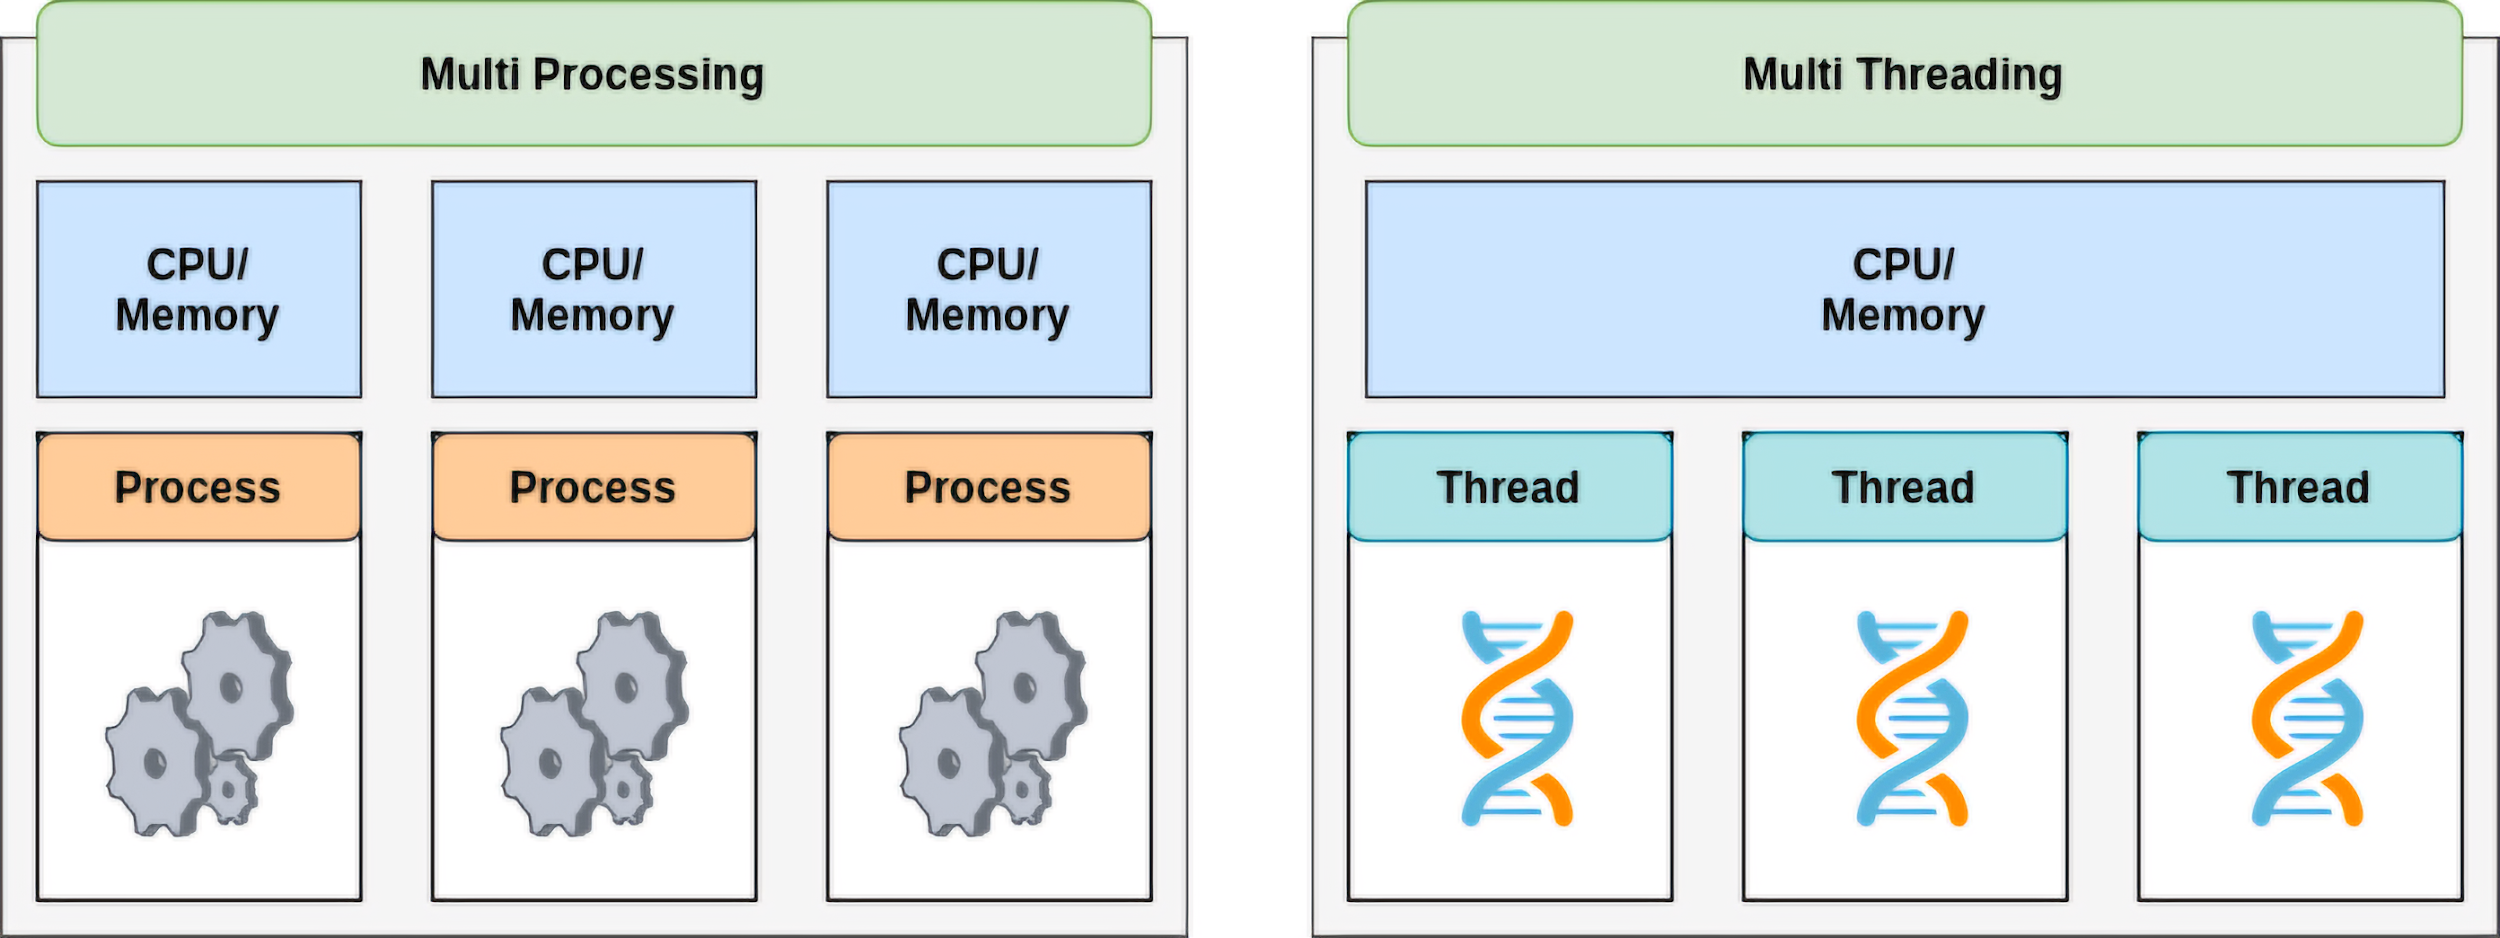 Multi Processing
CPU/
Memory
CPU/
Memory
CPU/
Memory
Process
Process
Process
Multi Threading
CPU/
Memory
Thread
Thread
Thread